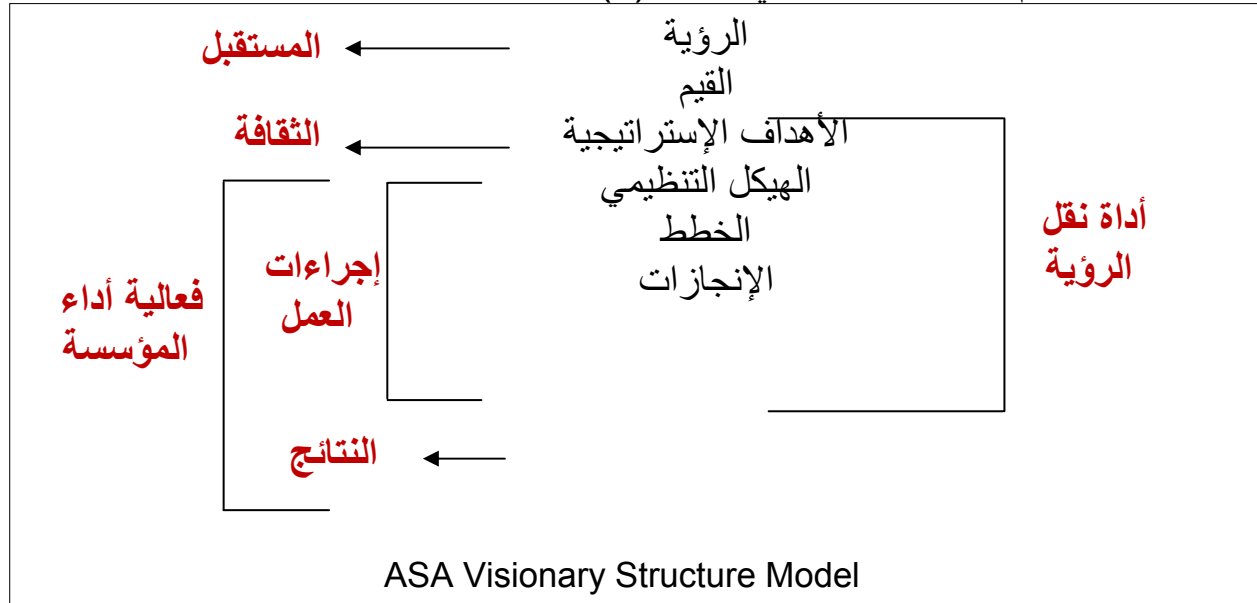 الرؤية
المستقبل
القيم
الأهداف الإستراتيجية
الثقافة
الهيكل التنظيمي
الخطط
الإنجازات
أداة نقل
الرؤية
إجراءات
العمل
فعالية أداء
المؤسسة
النتائج
ASA Visionary Structure Model